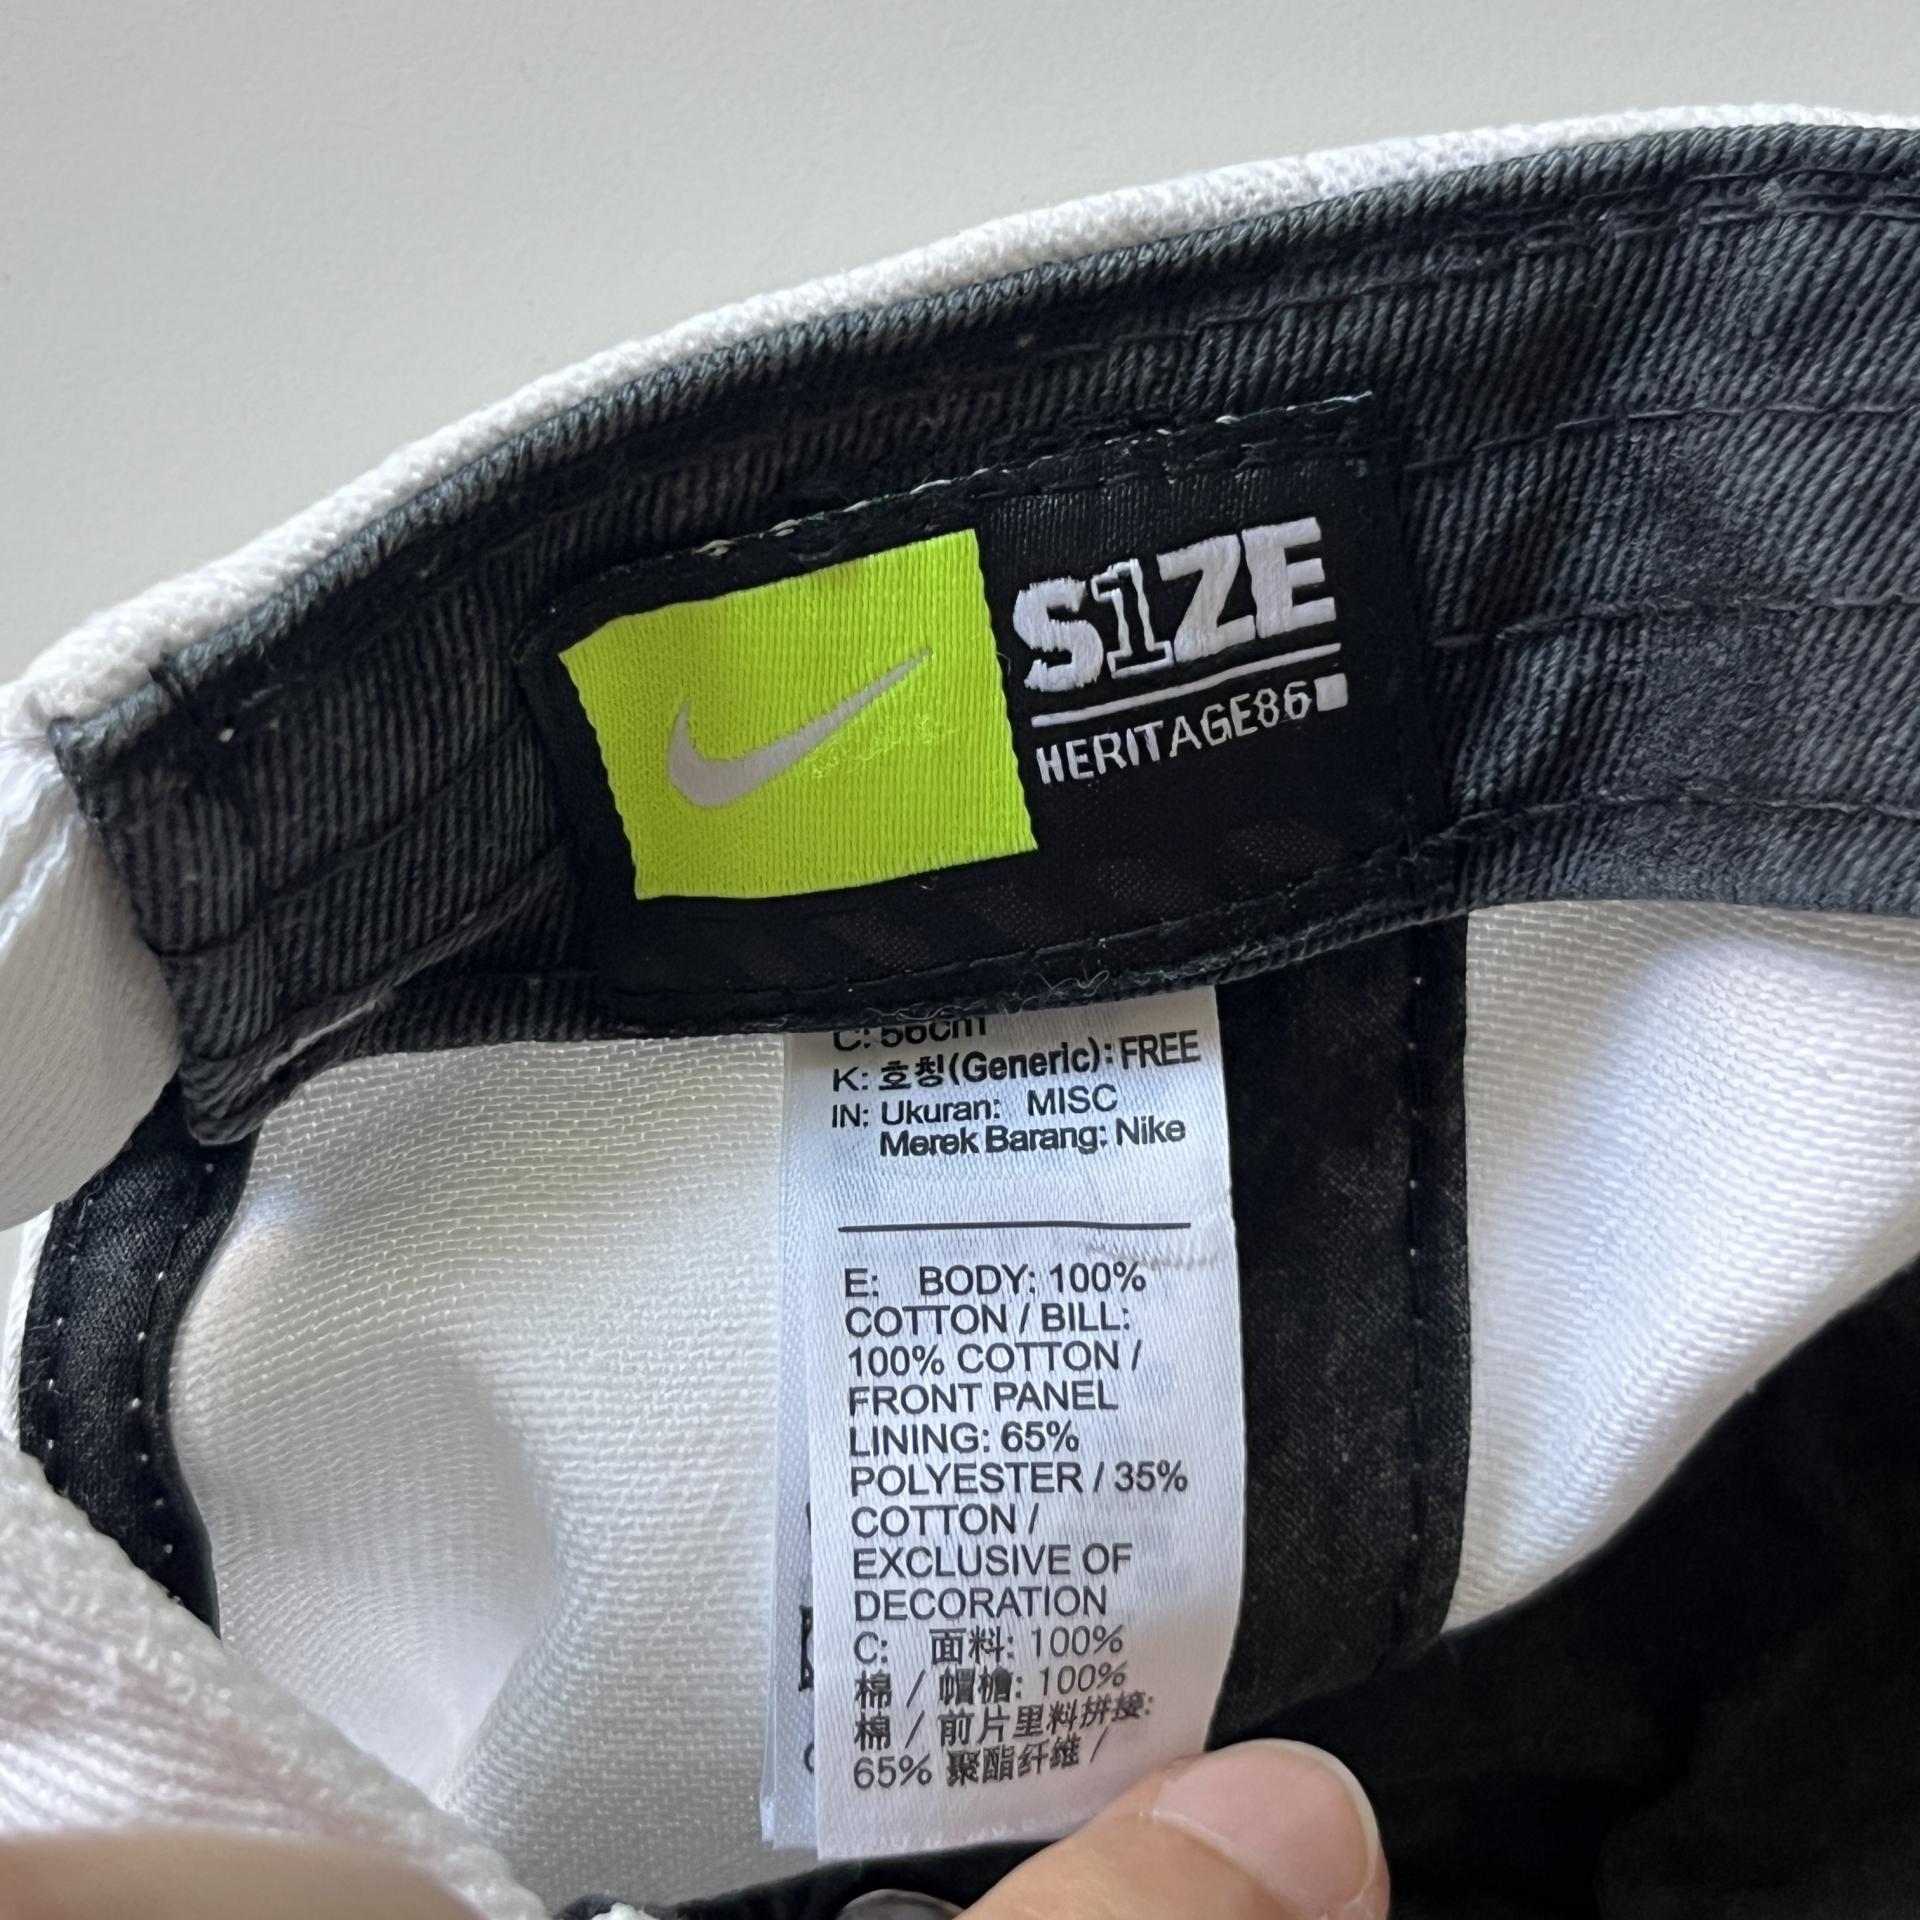 S1ZE
HERITAGE86
C: 56cm
K: 호칭(Generic): FREE
IN: Ukuran: MISC
Merek Barang: Nike
E: BODY: 100%
COTTON / BILL:
100% COTTON /
FRONT PANEL
LINING: 65%
POLYESTER / 35%
COTTON /
EXCLUSIVE OF
DECORATION
C: 面料: 100%
棉 / 帽檐: 100%
棉 / 前片里料拼接:
65% 聚酯纤维 /